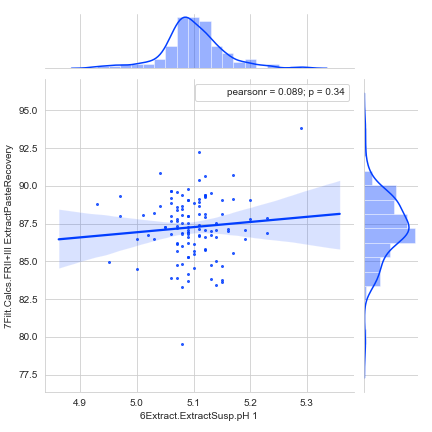 pearsonr = 0.089; p = 0.34
95.0
92.5
90.0
87.5
85.0
82.5
80.0
77.5
7Filt.Calcs.FRII+III ExtractPasteRecovery
4.9 5.0 5.1 5.2 5.3
6Extract.ExtractSusp.pH 1